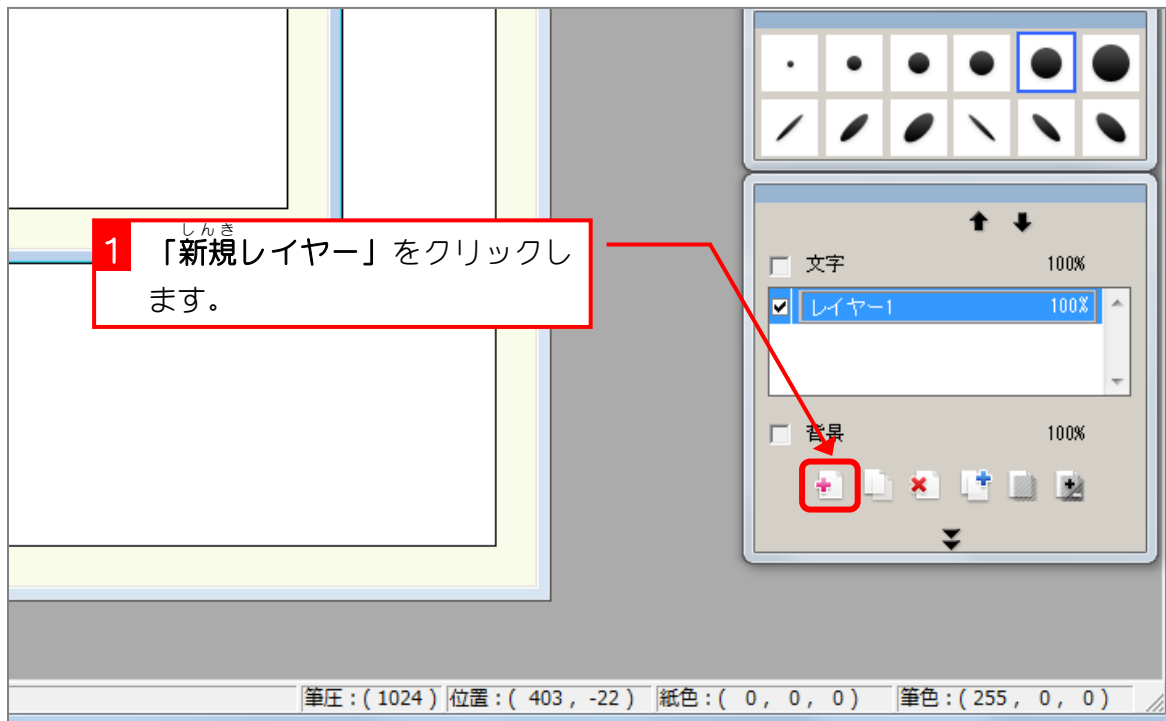 文字 100%
レイヤー1 100%
背景 100%
1 「新規レイヤー」をクリックし
しんき
ます。
筆圧:( 1024 ) 位置:( 403 , -22 ) 紙色:( 0 , 0 , 0 ) 筆色:( 255 , 0 , 0 )